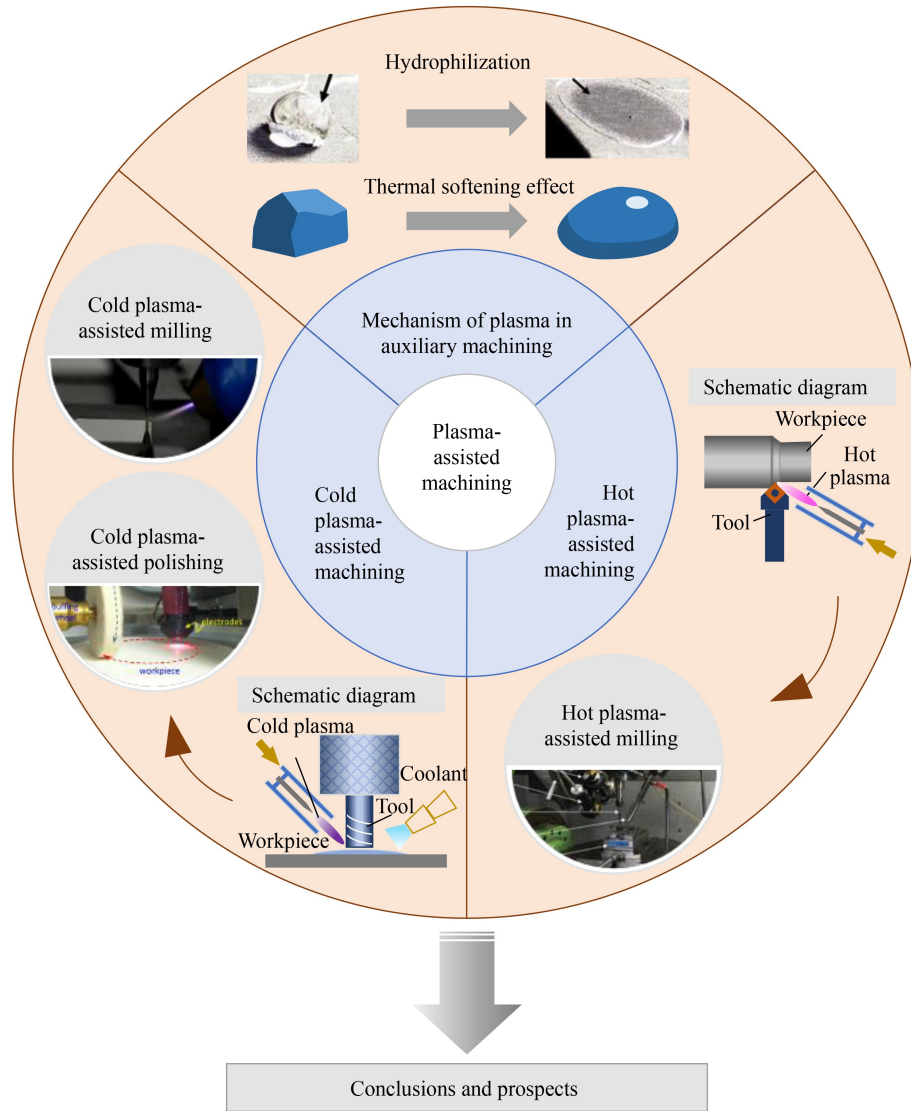 Hydrophilization
Thermal softening effect
Mechanism of plasma in
auxiliary machining
Plasma-
assisted
machining
Cold
plasma-
assisted
machining
Hot
plasma-
assisted
machining
Cold plasma-
assisted milling
Cold plasma-
assisted polishing
Buffing
wheel
electrodes
workpiece
Schematic diagram
Cold plasma
Coolant
Tool
Workpiece
Schematic diagram
Workpiece
Hot
plasma
Tool
Hot plasma-
assisted milling
Conclusions and prospects